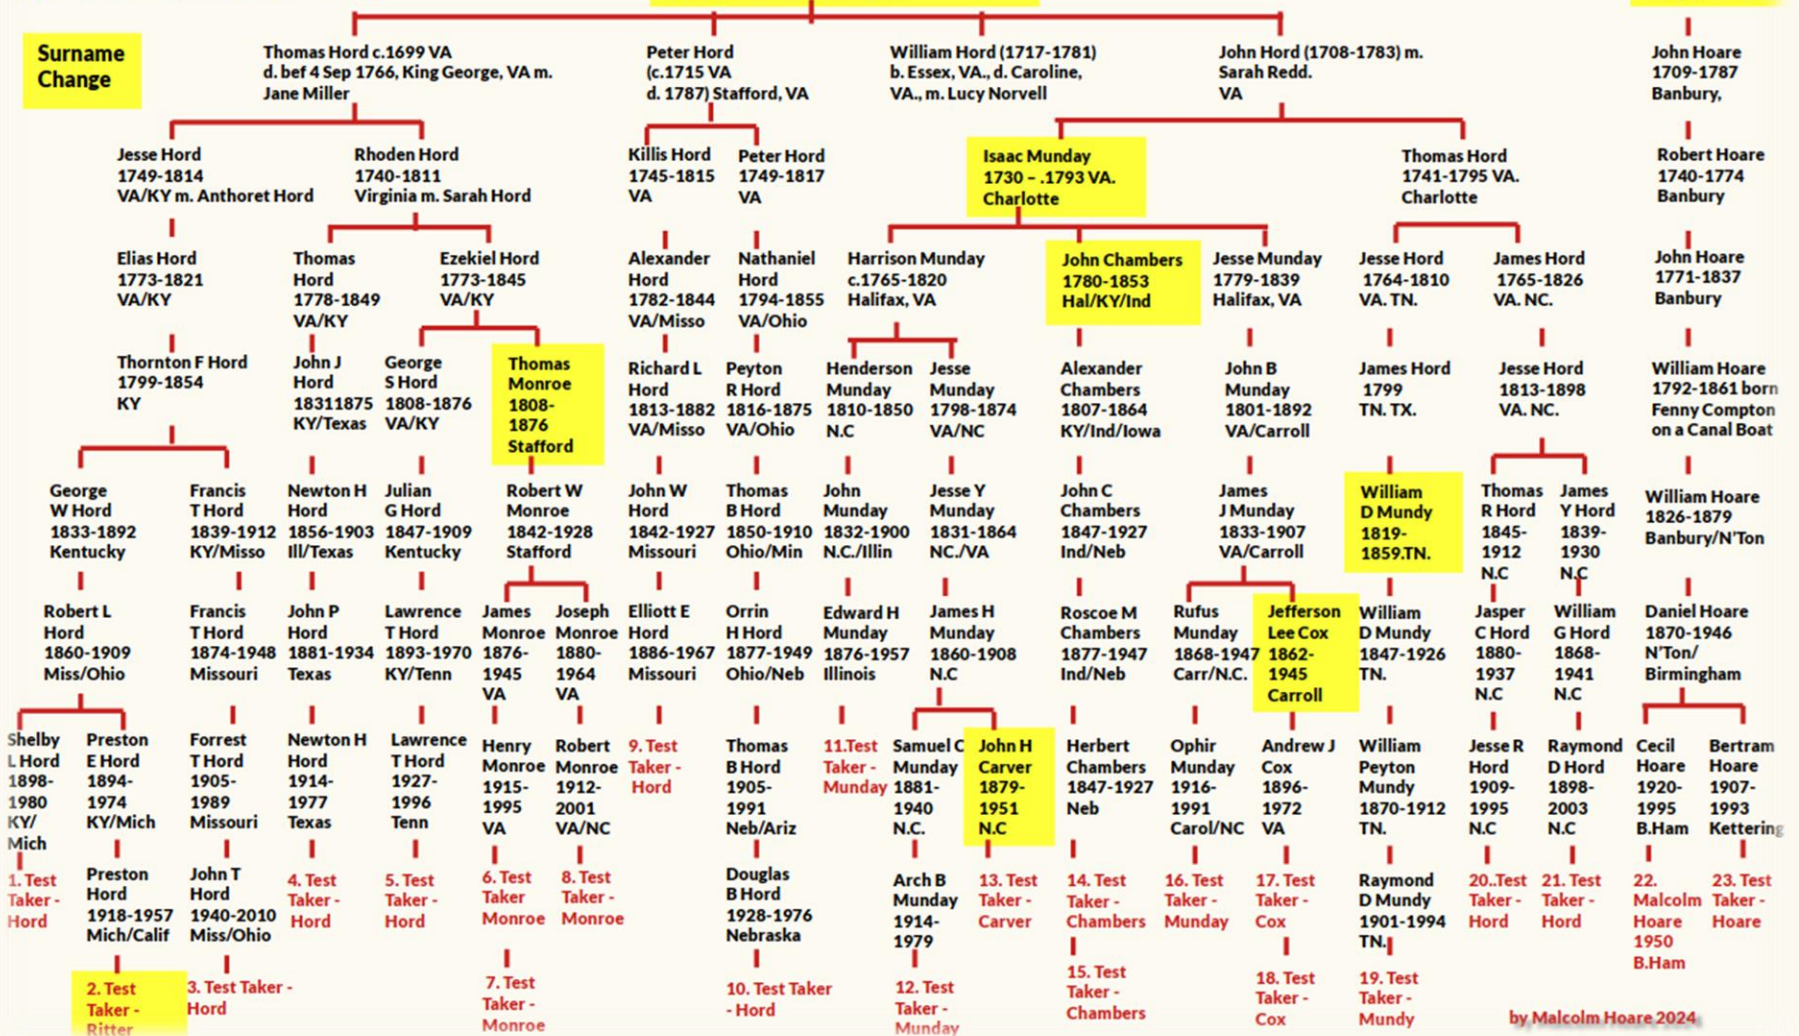 Surname
Change
Thomas Hord c.1699 VA
d. bef 4 Sep 1766, King George, VA m.
Jane Miller
Peter Hord
(c.1715 VA
d. 1787) Stafford, VA
William Hord (1717-1781)
b. Essex, VA., d. Caroline,
VA., m. Lucy Norvell
John Hord (1708-1783) m.
Sarah Redd.
VA
John Hoare
1709-1787
Banbury,
Jesse Hord
1749-1814
VA/KY m. Anthoret Hord
Rhoden Hord
1740-1811
Virginia m. Sarah Hord
Killis Hord
1745-1815
VA
Peter Hord
1749-1817
VA
Isaac Munday
1730 – .1793 VA.
Charlotte
Thomas Hord
1741-1795 VA.
Charlotte
Robert Hoare
1740-1774
Banbury
Elias Hord
1773-1821
VA/KY
Thomas
Hord
1778-1849
VA/KY
Ezekiel Hord
1773-1845
VA/KY
Alexander
Hord
1782-1844
VA/Misso
Nathaniel
Hord
1794-1855
VA/Ohio
Harrison Munday
c.1765-1820
Halifax, VA
John Chambers
1780-1853
Hal/KY/Ind
Jesse Munday
1779-1839
Halifax, VA
Jesse Hord
1764-1810
VA. TN.
James Hord
1765-1826
VA. NC.
John Hoare
1771-1837
Banbury
Thornton F Hord
1799-1854
KY
John J
Hord
18311875
KY/Texas
George
S Hord
1808-1876
VA/KY
Thomas
Monroe
1808-
1876
Stafford
Richard L
Hord
1813-1882
VA/Misso
Peyton
R Hord
1816-1875
VA/Ohio
Henderson
Munday
1810-1850
N.C
Jesse
Munday
1798-1874
VA/NC
Alexander
Chambers
1807-1864
KY/Ind/Iowa
John B
Munday
1801-1892
VA/Carroll
James Hord
1799
TN. TX.
Jesse Hord
1813-1898
VA. NC.
William Hoare
1792-1861 born
Fenny Compton
on a Canal Boat
George
W Hord
1833-1892
Kentucky
Francis
T Hord
1839-1912
KY/Misso
Newton H
Hord
1856-1903
Ill/Texas
Julian
G Hord
1847-1909
Kentucky
Robert W
Monroe
1842-1928
Stafford
John W
Hord
1842-1927
Missouri
Thomas
B Hord
1850-1910
Ohio/Min
John
Munday
1832-1900
N.C./Illin
Jesse Y
Munday
1831-1864
NC./VA
John C
Chambers
1847-1927
Ind/Neb
James
J Munday
1833-1907
VA/Carroll
William
D Mundy
1819-
1859.TN.
Thomas
R Hord
1845-
1912
N.C
James
Y Hord
1839-
1930
N.C
William Hoare
1826-1879
Banbury/N'Ton
Robert L
Hord
1860-1909
Miss/Ohio
Francis
T Hord
1874-1948
Missouri
John P
Hord
1881-1934
Texas
Lawrence
T Hord
1893-1970
KY/Tenn
James
Monroe
1876-
1945
VA
Joseph
Monroe
1880-
1964
VA
Elliott E
Hord
1886-1967
Missouri
Orrin
H Hord
1877-1949
Ohio/Neb
Edward H
Munday
1876-1957
Illinois
James H
Munday
1860-1908
N.C
Roscoe M
Chambers
1877-1947
Ind/Neb
Rufus
Munday
1868-1947
Carr/N.C.
Jefferson
Lee Cox
1862-
1945
Carroll
William
D Mundy
1847-1926
TN.
Jasper
C Hord
1880-
1937
N.C
William
G Hord
1868-
1941
N.C
Daniel Hoare
1870-1946
N'Ton/
Birmingham
Shelby
L Hord
1898-
1980
KY/
Mich
Preston
E Hord
1894-
1974
KY/Mich
Forrest
T Hord
1905-
1989
Missouri
Newton H
Hord
1914-
1977
Texas
Lawrence
T Hord
1927-
1996
Tenn
Henry
Monroe
1915-
1995
VA
Robert
Monroe
1912-
2001
VA/NC
9. Test
Taker -
Hord
Thomas
B Hord
1905-
1991
Neb/Ariz
11.Test
Taker -
Munday
Samuel C
Munday
1881-
1940
N.C.
John H
Carver
1879-
1951
N.C
Herbert
Chambers
1847-1927
Neb
Ophir
Munday
1916-
1991
Carol/NC
Andrew J
Cox
1896-
1972
VA
William
Peyton
Mundy
1870-1912
TN.
Jesse R
Hord
1909-
1995
N.C
Raymond
D Hord
1898-
2003
N.C
Cecil
Hoare
1920-
1995
B.Ham
Bertram
Hoare
1907-
1993
Kettering
1. Test
Taker -
Hord
Preston
Hord
1918-1957
Mich/Calif
John T
Hord
1940-2010
Miss/Ohio
4. Test
Taker -
Hord
5. Test
Taker -
Hord
6. Test
Taker
Monroe
8. Test
Taker -
Monroe
Douglas
B Hord
1928-1976
Nebraska
Arch B
Munday
1914-
1979
13. Test
Taker -
Carver
14. Test
Taker -
Chambers
16. Test
Taker -
Munday
17. Test
Taker -
Cox
Raymond
D Mundy
1901-1994
TN.
20..Test
Taker -
Hord
21. Test
Taker -
Hord
22.
Malcolm
Hoare
1950
B.Ham
23. Test
Taker -
Hoare
2. Test
Taker -
Ritter
3. Test Taker -
Hord
7. Test
Taker -
Monroe
10. Test Taker
- Hord
12. Test
Taker -
Munday
15. Test
Taker -
Chambers
18. Test
Taker -
Cox
19. Test
Taker -
Mundy
by Malcolm Hoare 2024